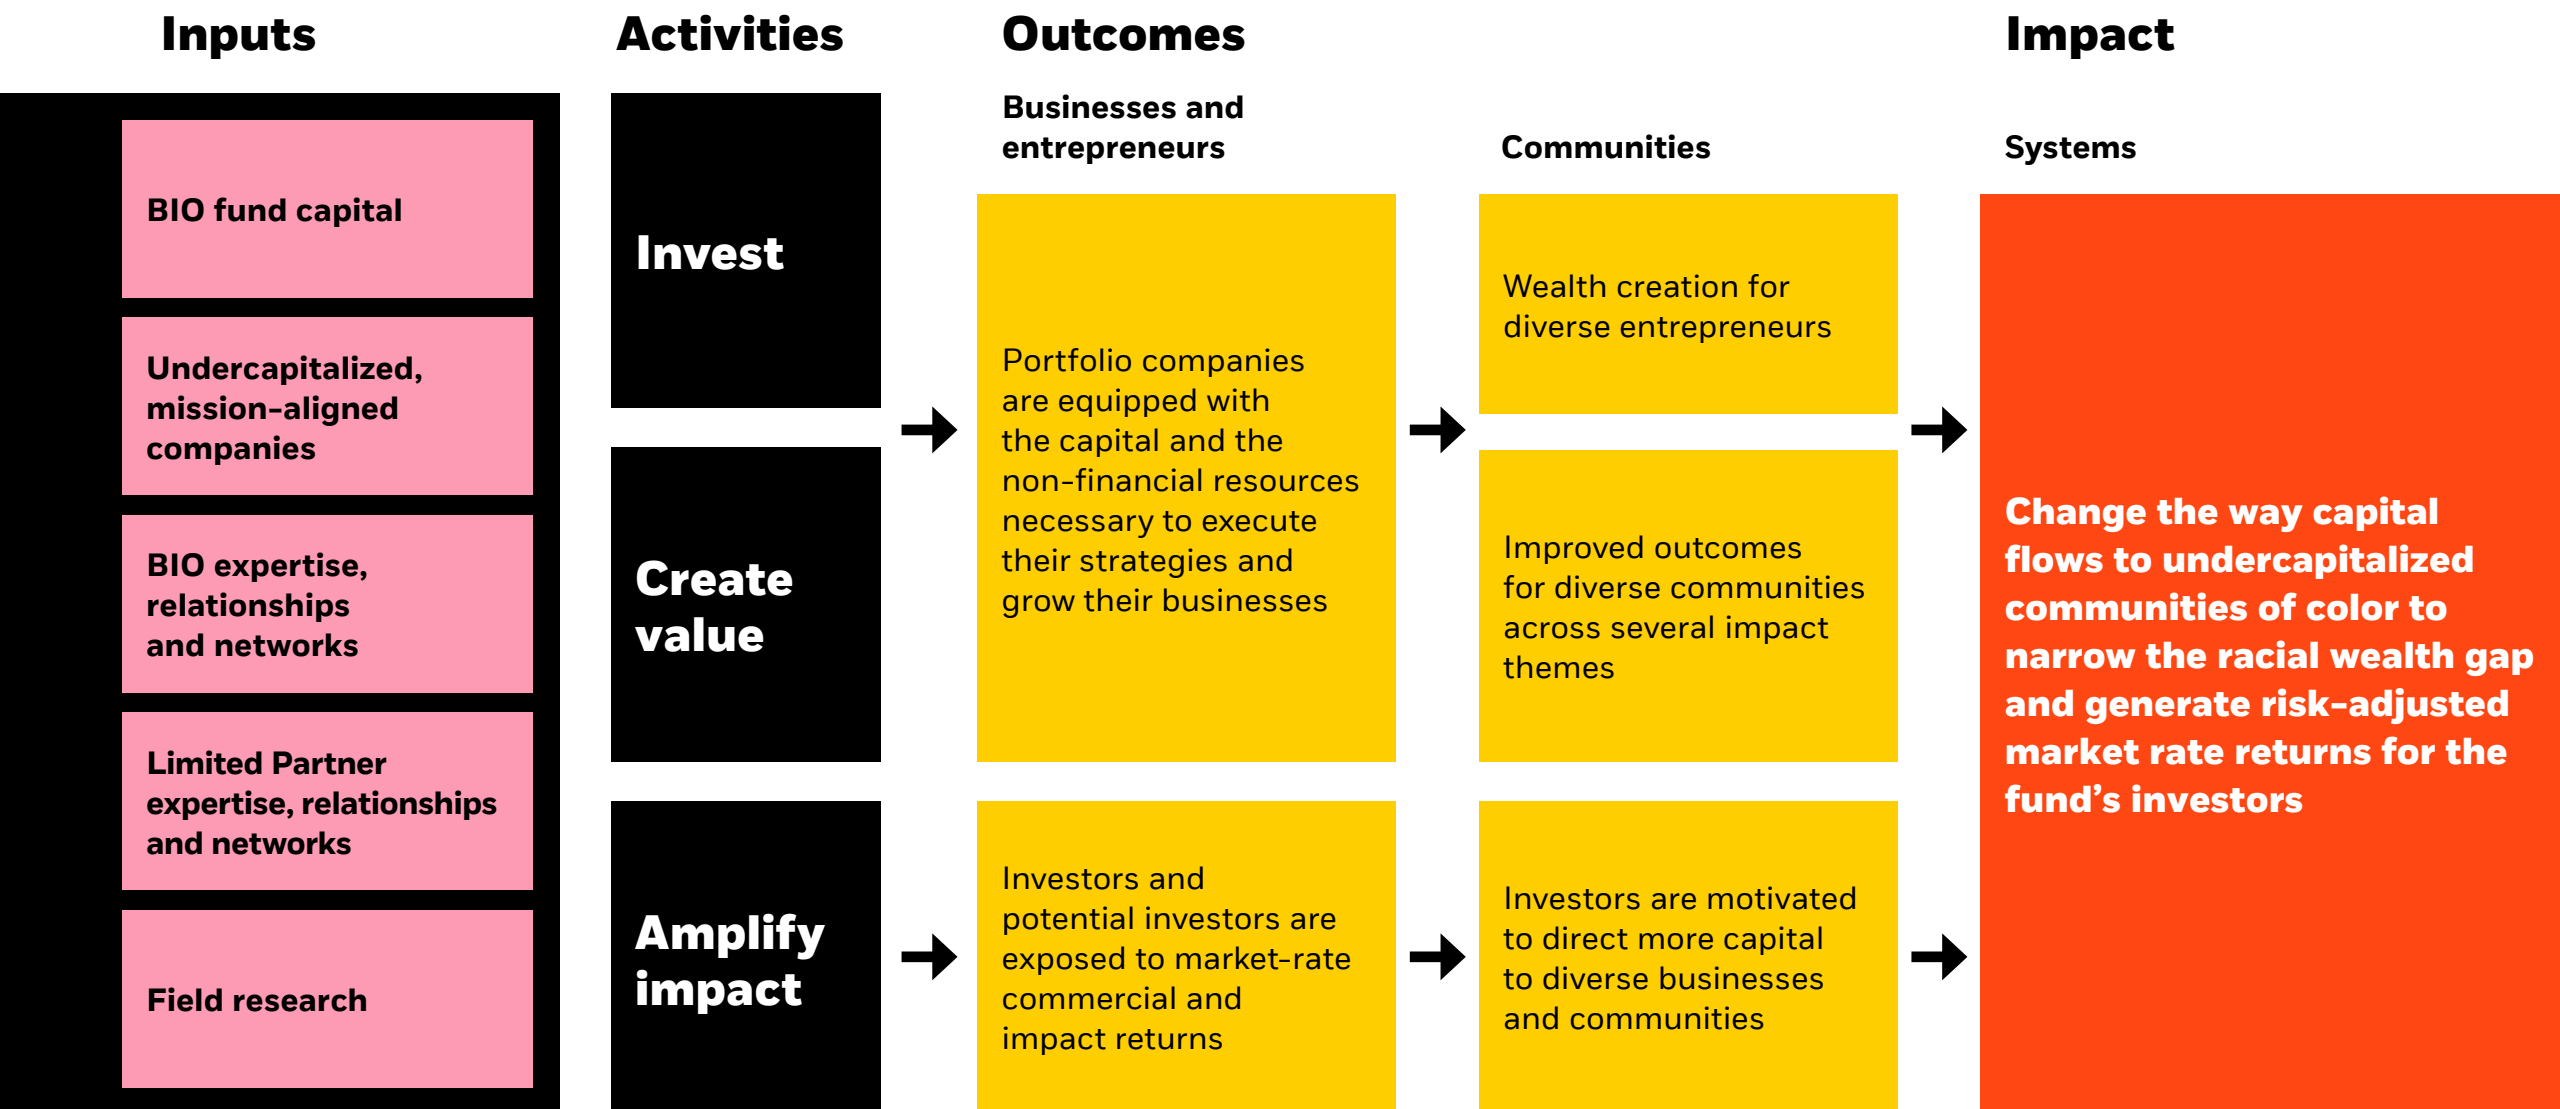 Inputs
BIO fund capital
Undercapitalized,
mission-aligned
companies
BIO expertise,
relationships
and networks
Limited Partner
expertise, relationships
and networks
Field research
Activities
Invest
Create
value
Amplify
impact
Outcomes
Businesses and
entrepreneurs
Portfolio companies
are equipped with
the capital and the
non-financial resources
necessary to execute
their strategies and
grow their businesses
Investors and
potential investors are
exposed to market-rate
commercial and
impact returns
Communities
Wealth creation for
diverse entrepreneurs
Improved outcomes
for diverse communities
across several impact
themes
Investors are motivated
to direct more capital
to diverse businesses
and communities
Impact
Systems
Change the way capital
flows to undercapitalized
communities of color to
narrow the racial wealth gap
and generate risk-adjusted
market rate returns for the
fund’s investors